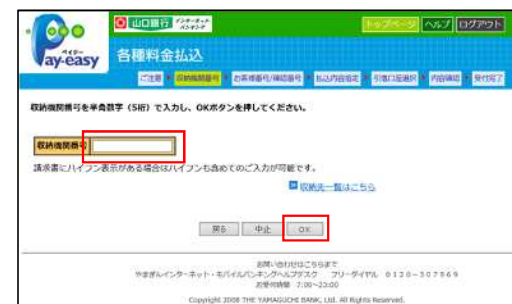 ペイジー
Pay-easy
山口銀行 インターネットバンキング
トップページ ヘルプ ログアウト
各種料金払込
ご注意 収納機関番号 お客様番号/確認番号 払込内容指定 引落口座選択 内容確認 受付完了
収納機関番号を半角数字（5桁）で入力し、OKボタンを押してください。
収納機関番号
請求書にハイフン表示がある場合はハイフンも含めてのご入力が可能です。
収納先一覧はこちら
戻る 中止 OK
お問い合わせはこちらまで
やまぎんインターネット・モバイルバンキングヘルプデスク フリーダイヤル 0120-307969
お受付時間 7:00~23:00
Copyright 2008 THE YAMAGUCHI BANK, Ltd. All Rights Reserved.